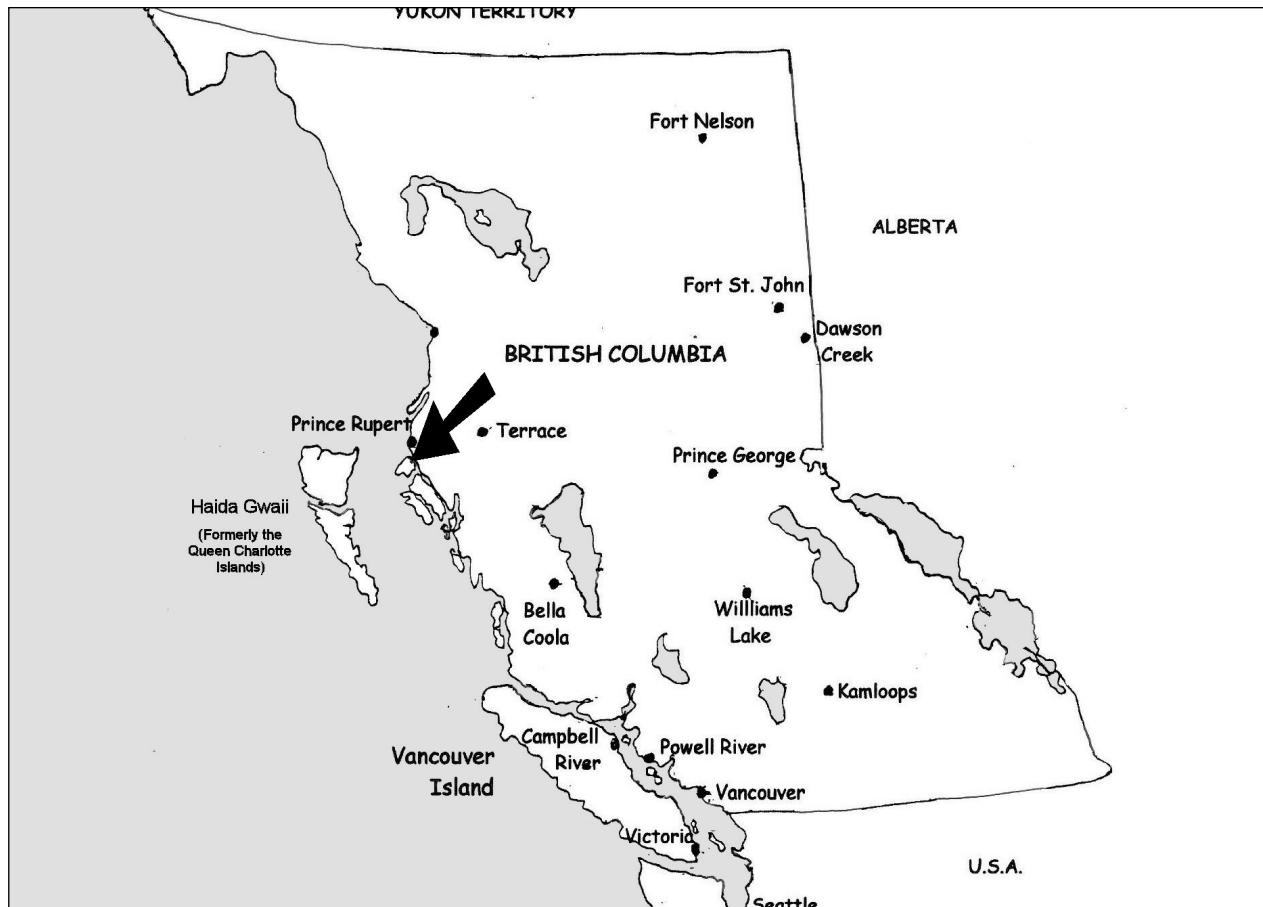 YUKON TERRITORY
Fort Nelson
ALBERTA
Fort St. John
Dawson
Creek
BRITISH COLUMBIA
Prince Rupert
Terrace
Prince George
Haida Gwaii
(Formerly the
Queen Charlotte
Islands)
Bella
Coola
Willliams
Lake
Kamloops
Vancouver
Island
Campbell
River
Powell River
Vancouver
Victoria
U.S.A.
Seattle